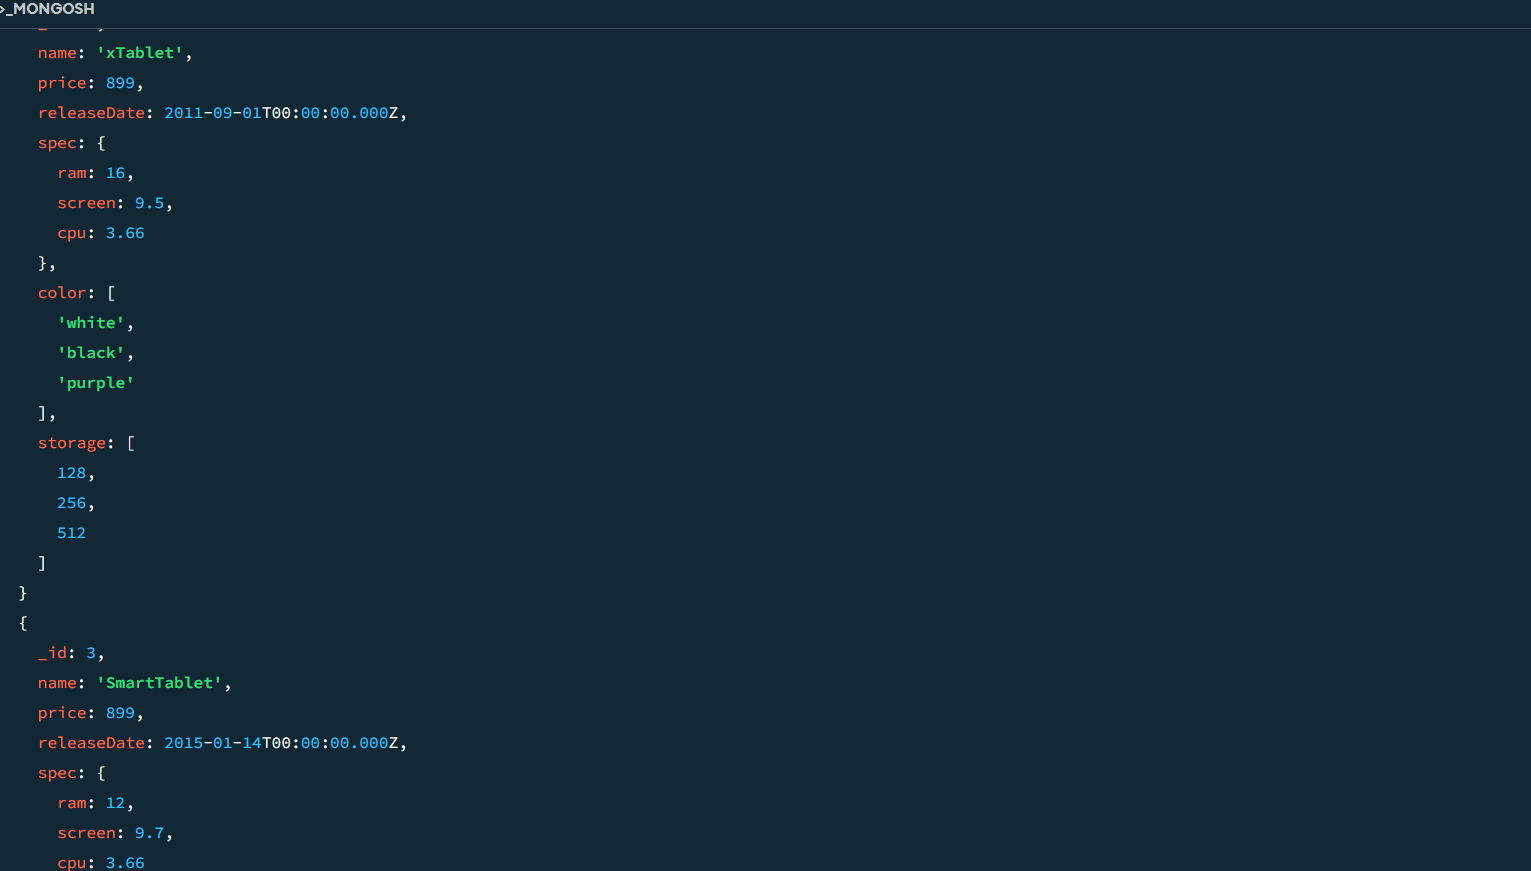 >_MONGOSH
name: 'xTablet',
price: 899,
releaseDate: 2011-09-01T00:00:00.000Z,
spec: {
ram: 16,
screen: 9.5,
cpu: 3.66
},
color: [
'white',
'black',
'purple'
],
storage: [
128,
256,
512
]
}
{
_id: 3,
name: 'SmartTablet',
price: 899,
releaseDate: 2015-01-14T00:00:00.000Z,
spec: {
ram: 12,
screen: 9.7,
cpu: 3.66